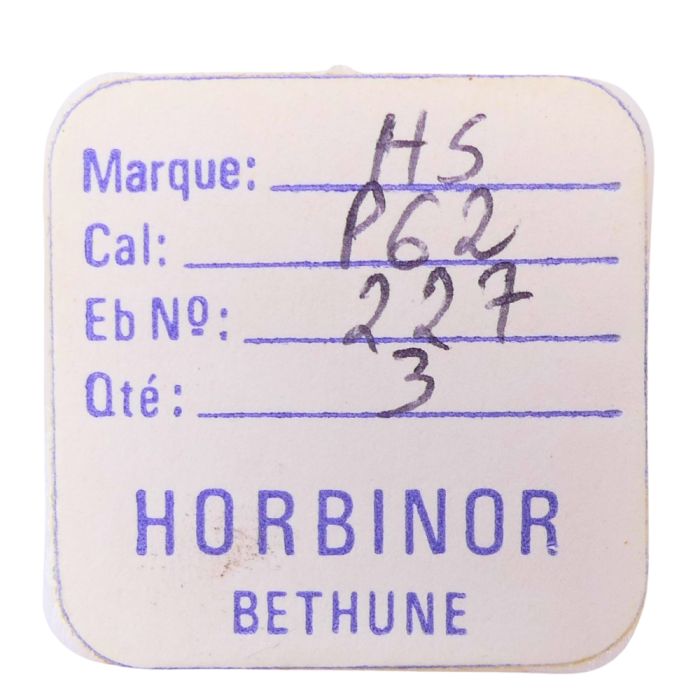 Marque: HS
Cal: P62
Eb Nº: 227
Qté: 3
HORBINOR
BETHUNE